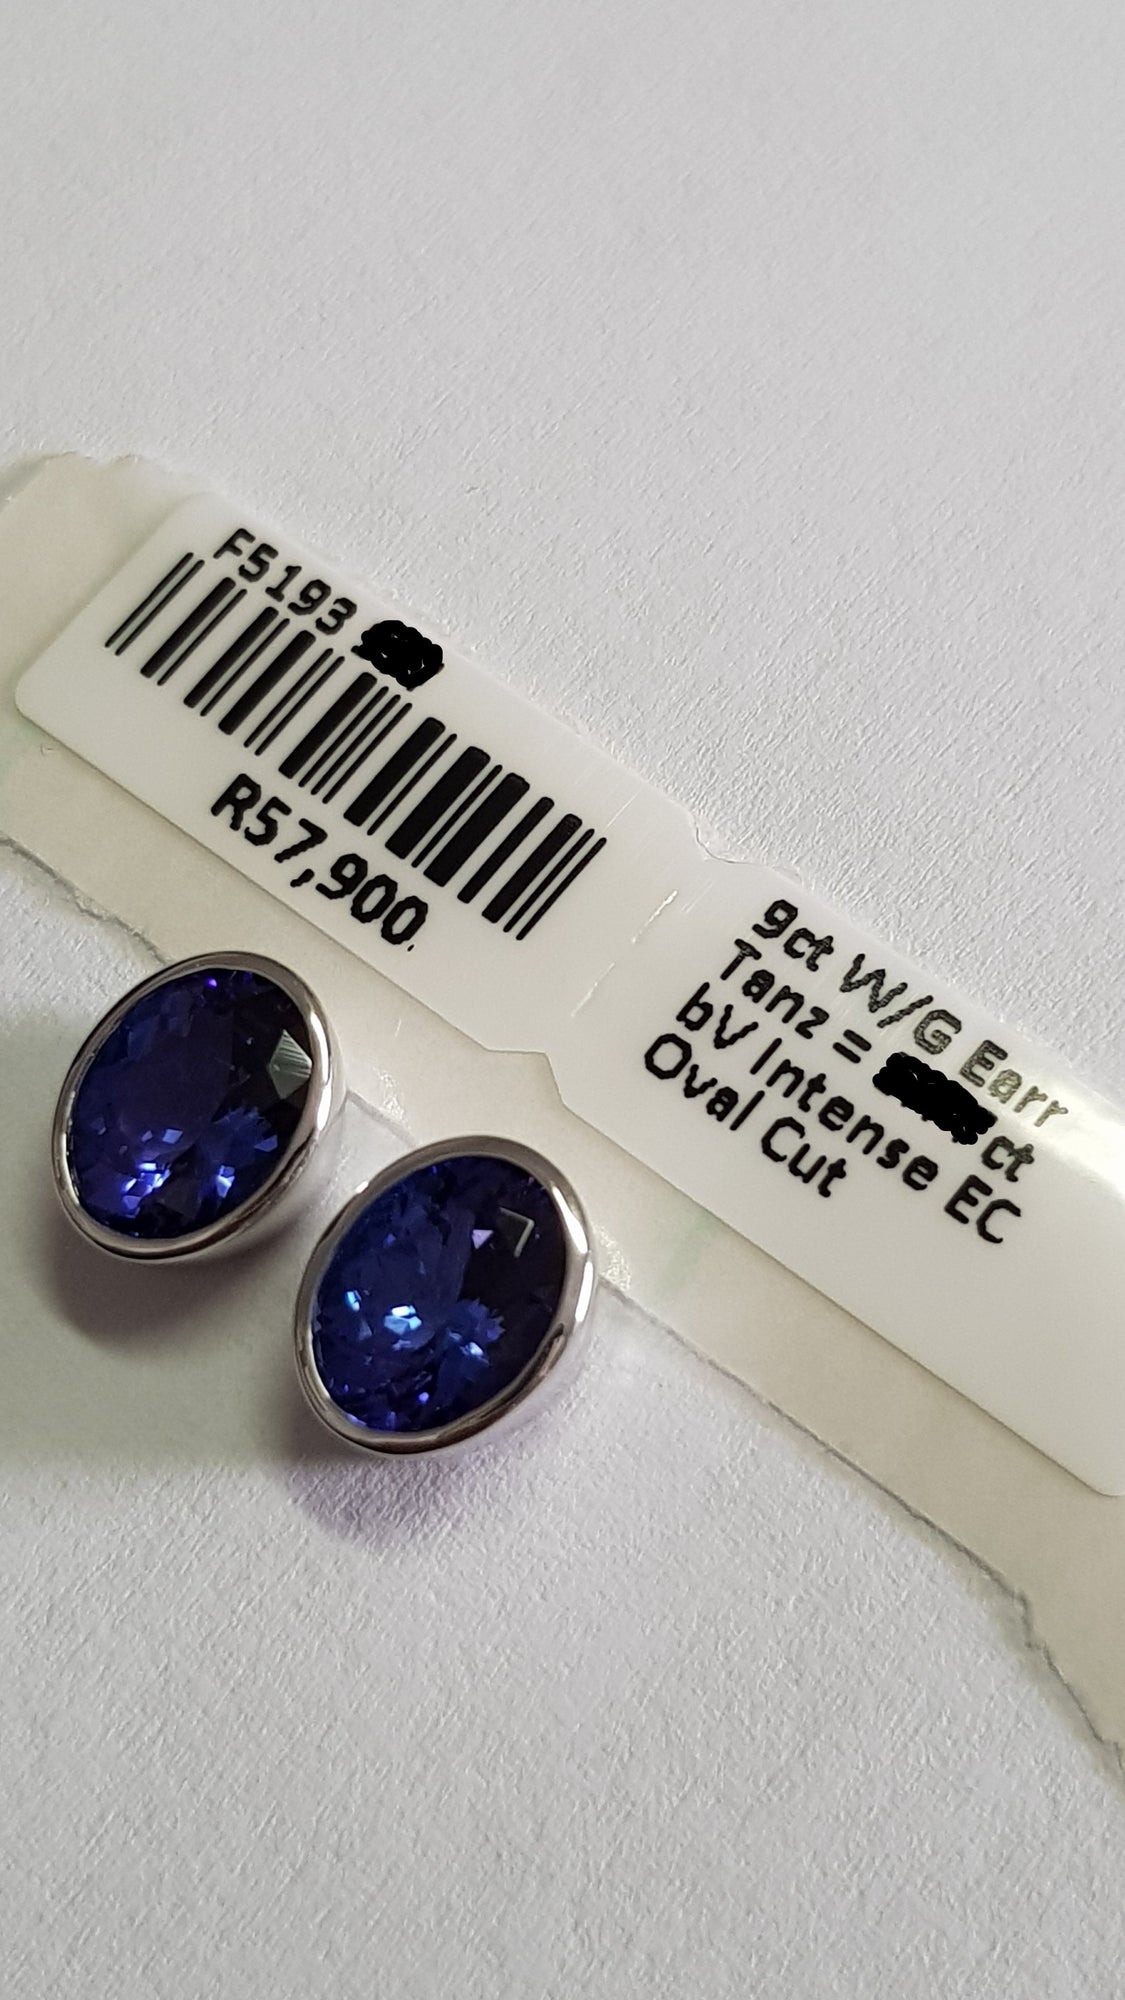 F5193
R57,900.
9ct W/G Earr
Tanz = ct
bV Intense EC
Oval Cut